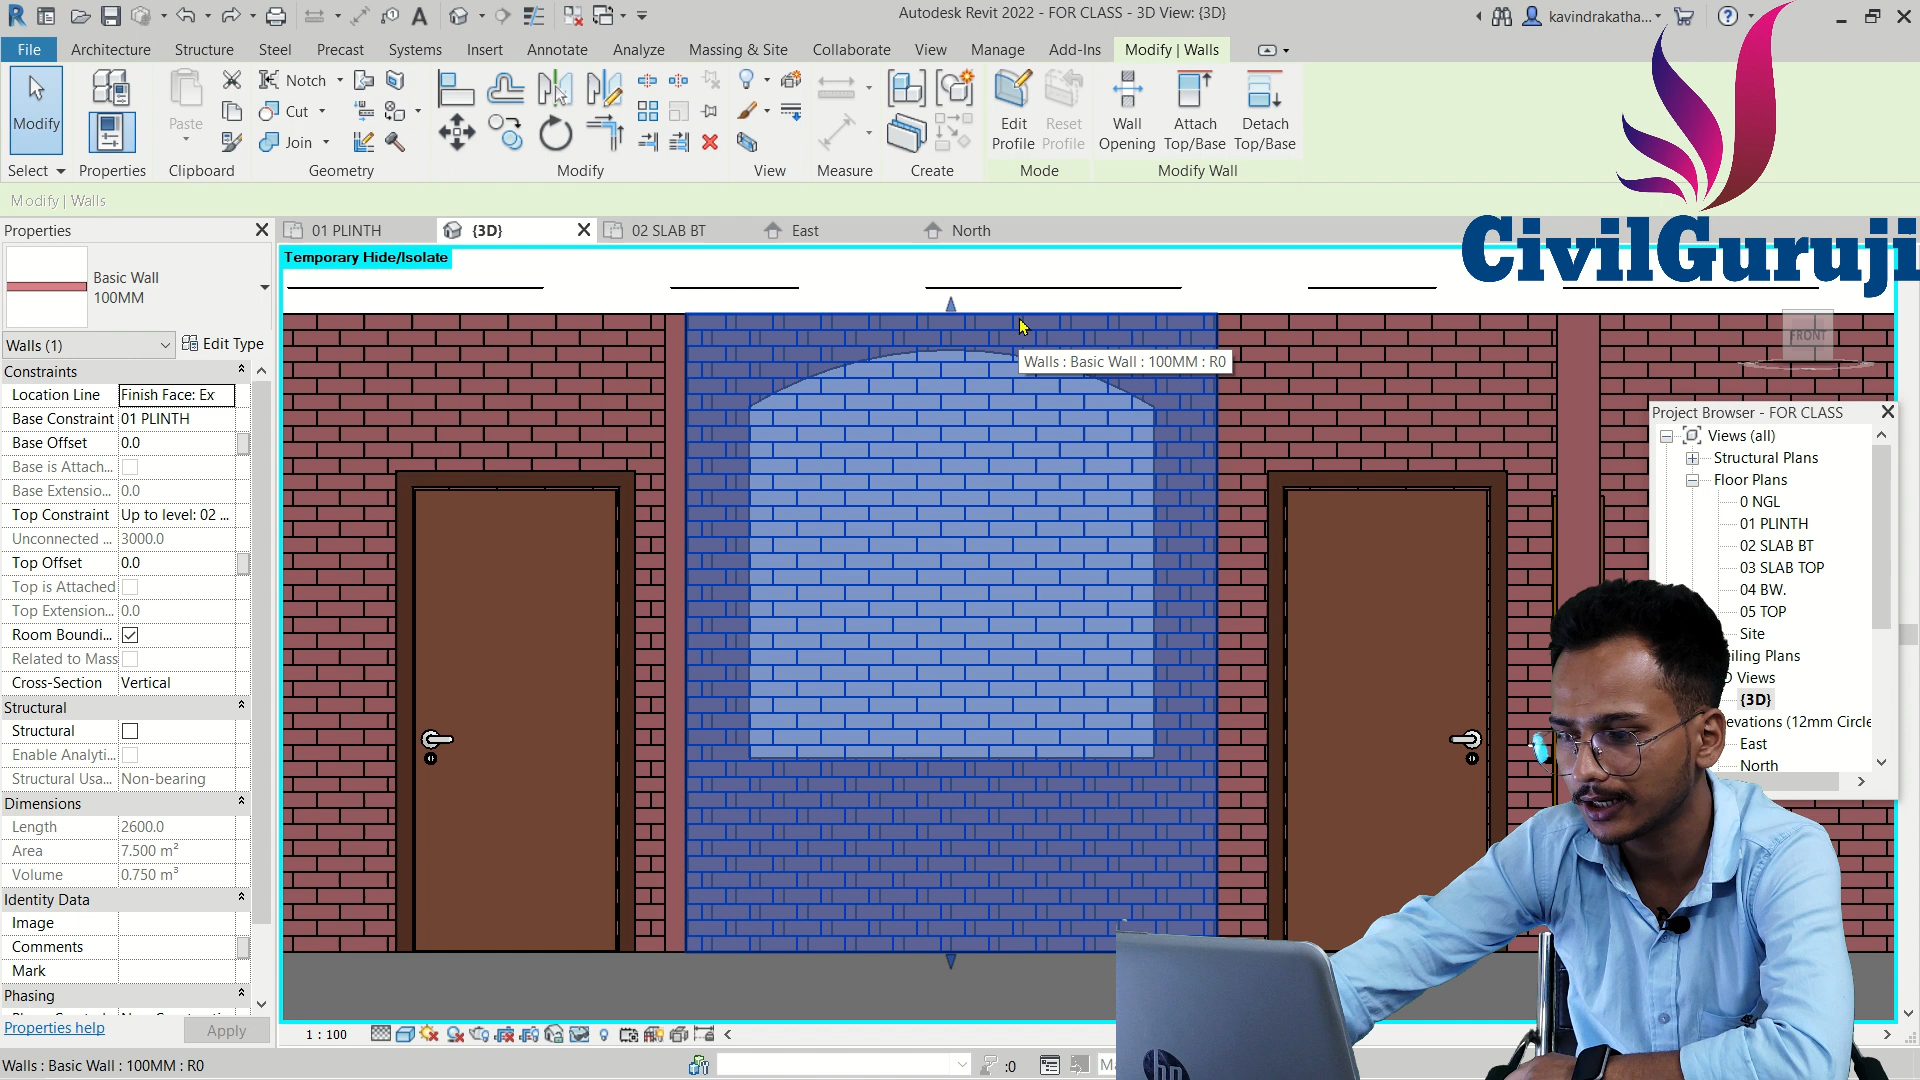 Autodesk Revit 2022 - FOR CLASS - 3D View: {3D}
kavindrakatha...
File Architecture Structure Steel Precast Systems Insert Annotate Analyze Massing & Site Collaborate View Manage Add-Ins Modify | Walls
Modify
Paste
Notch
Cut
Join
Edit Profile
Reset Profile
Wall Opening
Attach Top/Base
Detach Top/Base
Select Properties Clipboard Geometry Modify View Measure Create Mode Modify Wall
Modify | Walls
CivilGuruji
Properties
01 PLINTH {3D} 02 SLAB BT East North
Temporary Hide/Isolate
Basic Wall
100MM
Walls (1) Edit Type
Constraints
Location Line Finish Face: Ex
Base Constraint 01 PLINTH
Base Offset 0.0
Base is Attach...
Base Extensio... 0.0
Top Constraint Up to level: 02 ...
Unconnected ... 3000.0
Top Offset 0.0
Top is Attached
Top Extension... 0.0
Room Boundi...
Related to Mass
Cross-Section Vertical
Structural
Structural
Enable Analyti...
Structural Usa... Non-bearing
Dimensions
Length 2600.0
Area 7.500 m²
Volume 0.750 m³
Identity Data
Image
Comments
Mark
Phasing
Properties help Apply
Walls : Basic Wall : 100MM : R0
FRONT
Project Browser - FOR CLASS
Views (all)
Structural Plans
Floor Plans
0 NGL
01 PLINTH
02 SLAB BT
03 SLAB TOP
04 BW.
05 TOP
Site
eiling Plans
D Views
{3D}
evations (12mm Circle
East
North
1 : 100
Walls : Basic Wall : 100MM : R0
:0
Ma
hp